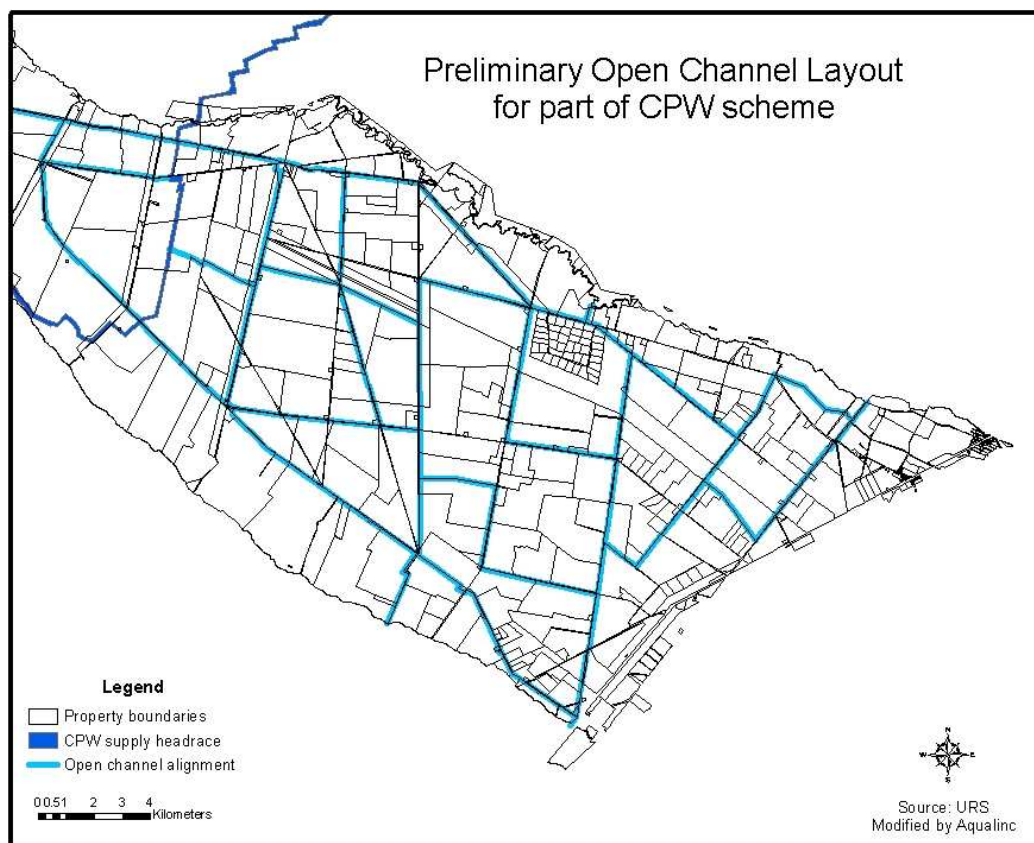 Preliminary Open Channel Layout
for part of CPW scheme
Legend
Property boundaries
CPW supply headrace
Open channel alignment
0 0.5 1 2 3 4
Kilometers
N
W E
S
Source: URS
Modified by Aqualinc